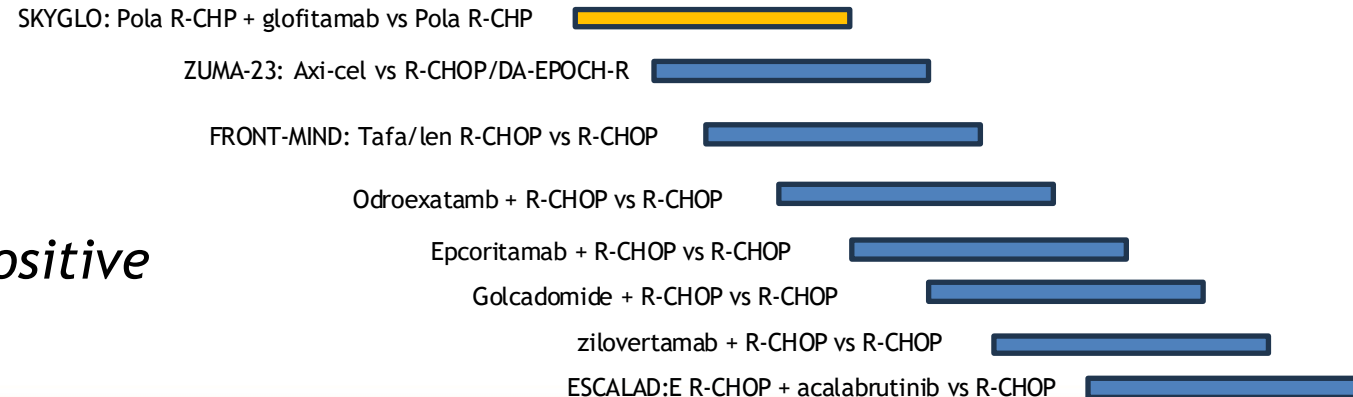 SKYGLO: Pola R-CHP + glofitamab vs Pola R-CHP
ZUMA-23: Axi-cel vs R-CHOP/DA-EPOCH-R
FRONT-MIND: Tafa/len R-CHOP vs R-CHOP
Odroexatamb + R-CHOP vs R-CHOP
ositive
Epcoritamab + R-CHOP vs R-CHOP
Golcadomide + R-CHOP vs R-CHOP
zilovertamab + R-CHOP vs R-CHOP
ESCALAD:E R-CHOP + acalabrutinib vs R-CHOP